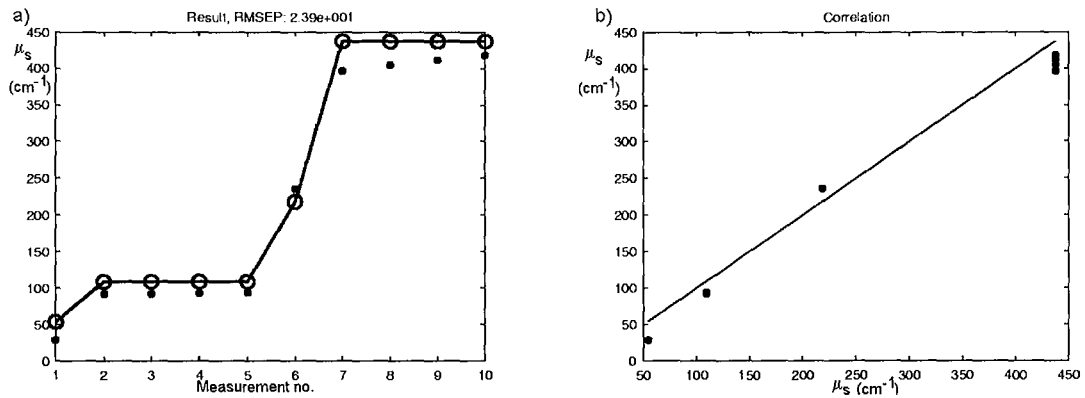 a)
Result, RMSEP: 2.39e+001
μs
(cm-1)
450
400
350
300
250
200
150
100
50
0
1 2 3 4 5 6 7 8 9 10
Measurement no.
b)
Correlation
μs
(cm-1)
450
400
350
300
250
200
150
100
50
0
50 100 150 200 250 300 350 400 450
μs (cm-1)